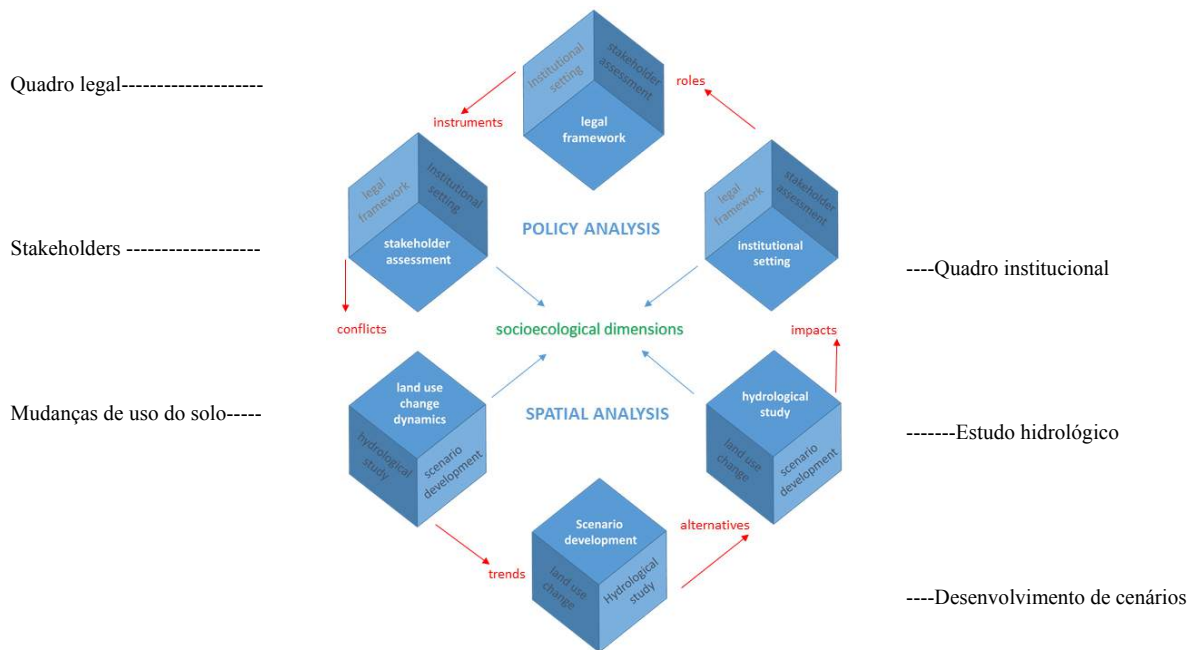 Quadro legal--------------------
Institutional
setting
stakeholder
assessment
legal
framework
roles
instruments
legal
framework
Institutional
setting
stakeholder
assessment
POLICY ANALYSIS
legal
framework
stakeholder
assessment
institutional
setting
Stakeholders -------------------
----Quadro institucional
conflicts
socioecological dimensions
impacts
land use
change
dynamics
hydrological
study
scenario
development
SPATIAL ANALYSIS
hydrological
study
land use
change
scenario
development
Mudanças de uso do solo-----
-------Estudo hidrológico
Scenario
development
land use
change
Hydrological
study
trends
alternatives
----Desenvolvimento de cenários